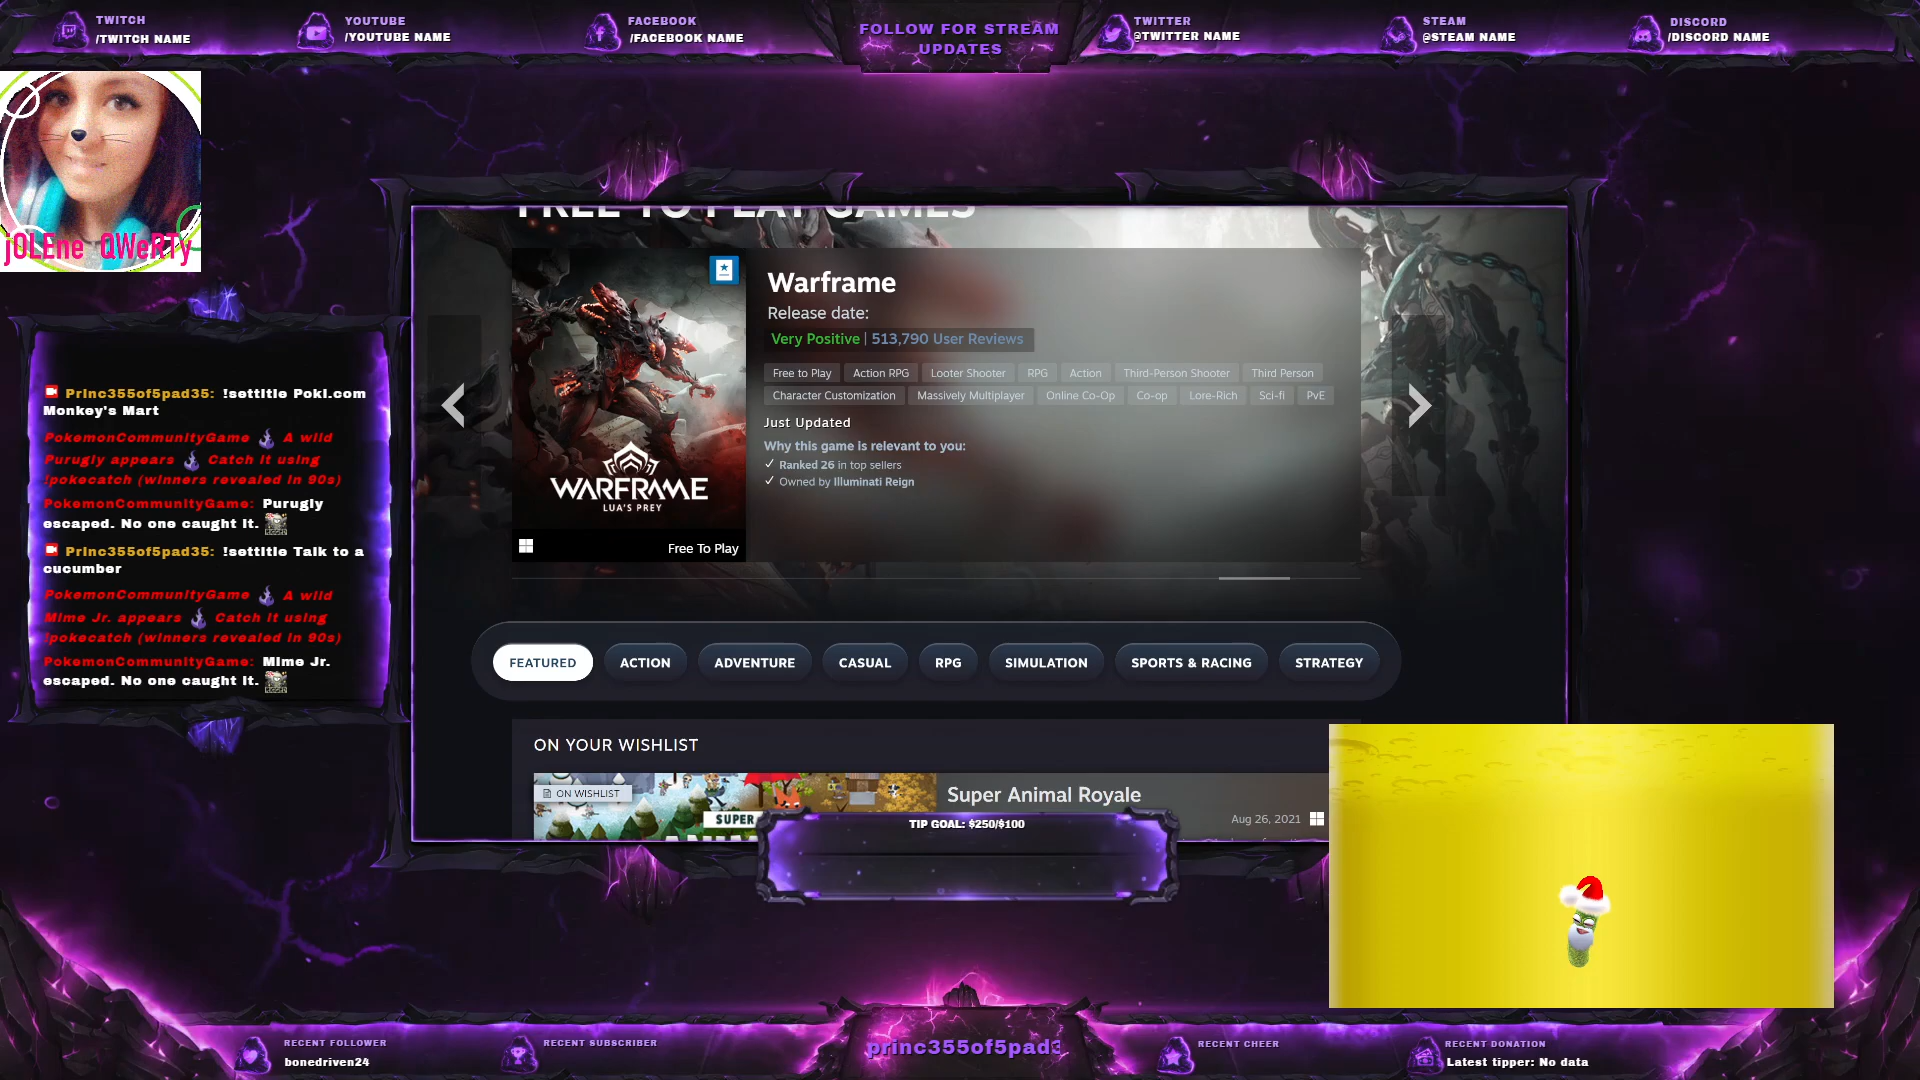 TWITCH
/TWITCH NAME
YOUTUBE
/YOUTUBE NAME
FACEBOOK
/FACEBOOK NAME
FOLLOW FOR STREAM
UPDATES
TWITTER
@TWITTER NAME
STEAM
@STEAM NAME
DISCORD
/DISCORD NAME
jOLEne QWeRTy
Princ355of5pad35: !settitle Poki.com
Monkey's Mart
PokemonCommunityGame A wild
Purugly appears Catch it using
!pokecatch (winners revealed in 90s)
PokemonCommunityGame: Purugly
escaped. No one caught it.
Princ355of5pad35: !settitle Talk to a
cucumber
PokemonCommunityGame A wild
Mime Jr. appears Catch it using
!pokecatch (winners revealed in 90s)
PokemonCommunityGame: Mime Jr.
escaped. No one caught it.
FREE TO PLAY GAMES
WARFRAME
LUA'S PREY
Free To Play
Warframe
Release date:
Very Positive | 513,790 User Reviews
Free to Play Action RPG Looter Shooter RPG Action Third-Person Shooter Third Person
Character Customization Massively Multiplayer Online Co-Op Co-op Lore-Rich Sci-fi PvE
Just Updated
Why this game is relevant to you:
✓ Ranked 26 in top sellers
✓ Owned by Illuminati Reign
FEATURED ACTION ADVENTURE CASUAL RPG SIMULATION SPORTS & RACING STRATEGY
ON YOUR WISHLIST
ON WISHLIST
SUPER
Super Animal Royale
Aug 26, 2021
TIP GOAL: $250/$100
RECENT FOLLOWER
bonedriven24
RECENT SUBSCRIBER
princ355of5pad3
RECENT CHEER
RECENT DONATION
Latest tipper: No data